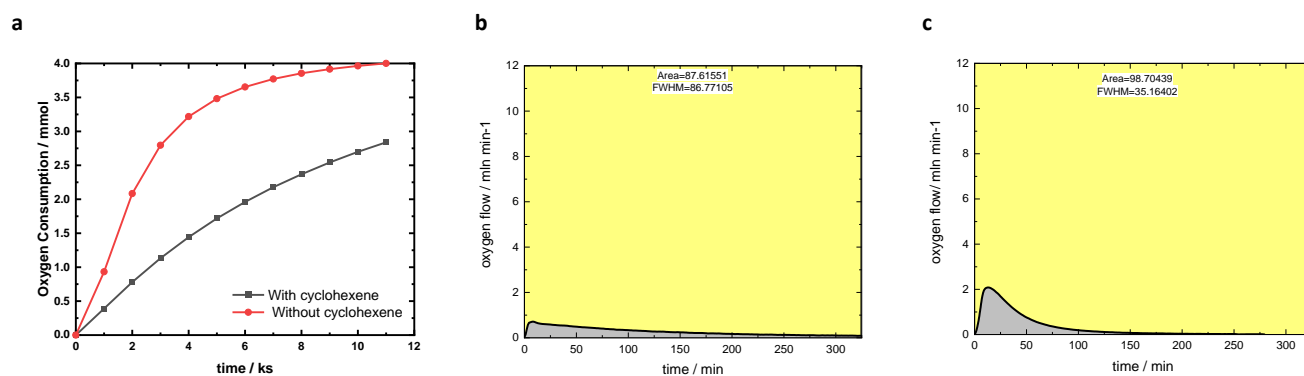 a
4.0
3.5
3.0
2.5
2.0
1.5
1.0
0.5
0.0
0 2 4 6 8 10 12
Oxygen Consumption / mmol
time / ks
With cyclohexene
Without cyclohexene
b
Area=87.61551
FWHM=86.77105
12
10
8
6
4
2
0
0 50 100 150 200 250 300
oxygen flow / mln min-1
time / min
c
Area=98.70439
FWHM=35.16402
12
10
8
6
4
2
0
0 50 100 150 200 250 300
oxygen flow/ mln min-1
time / min